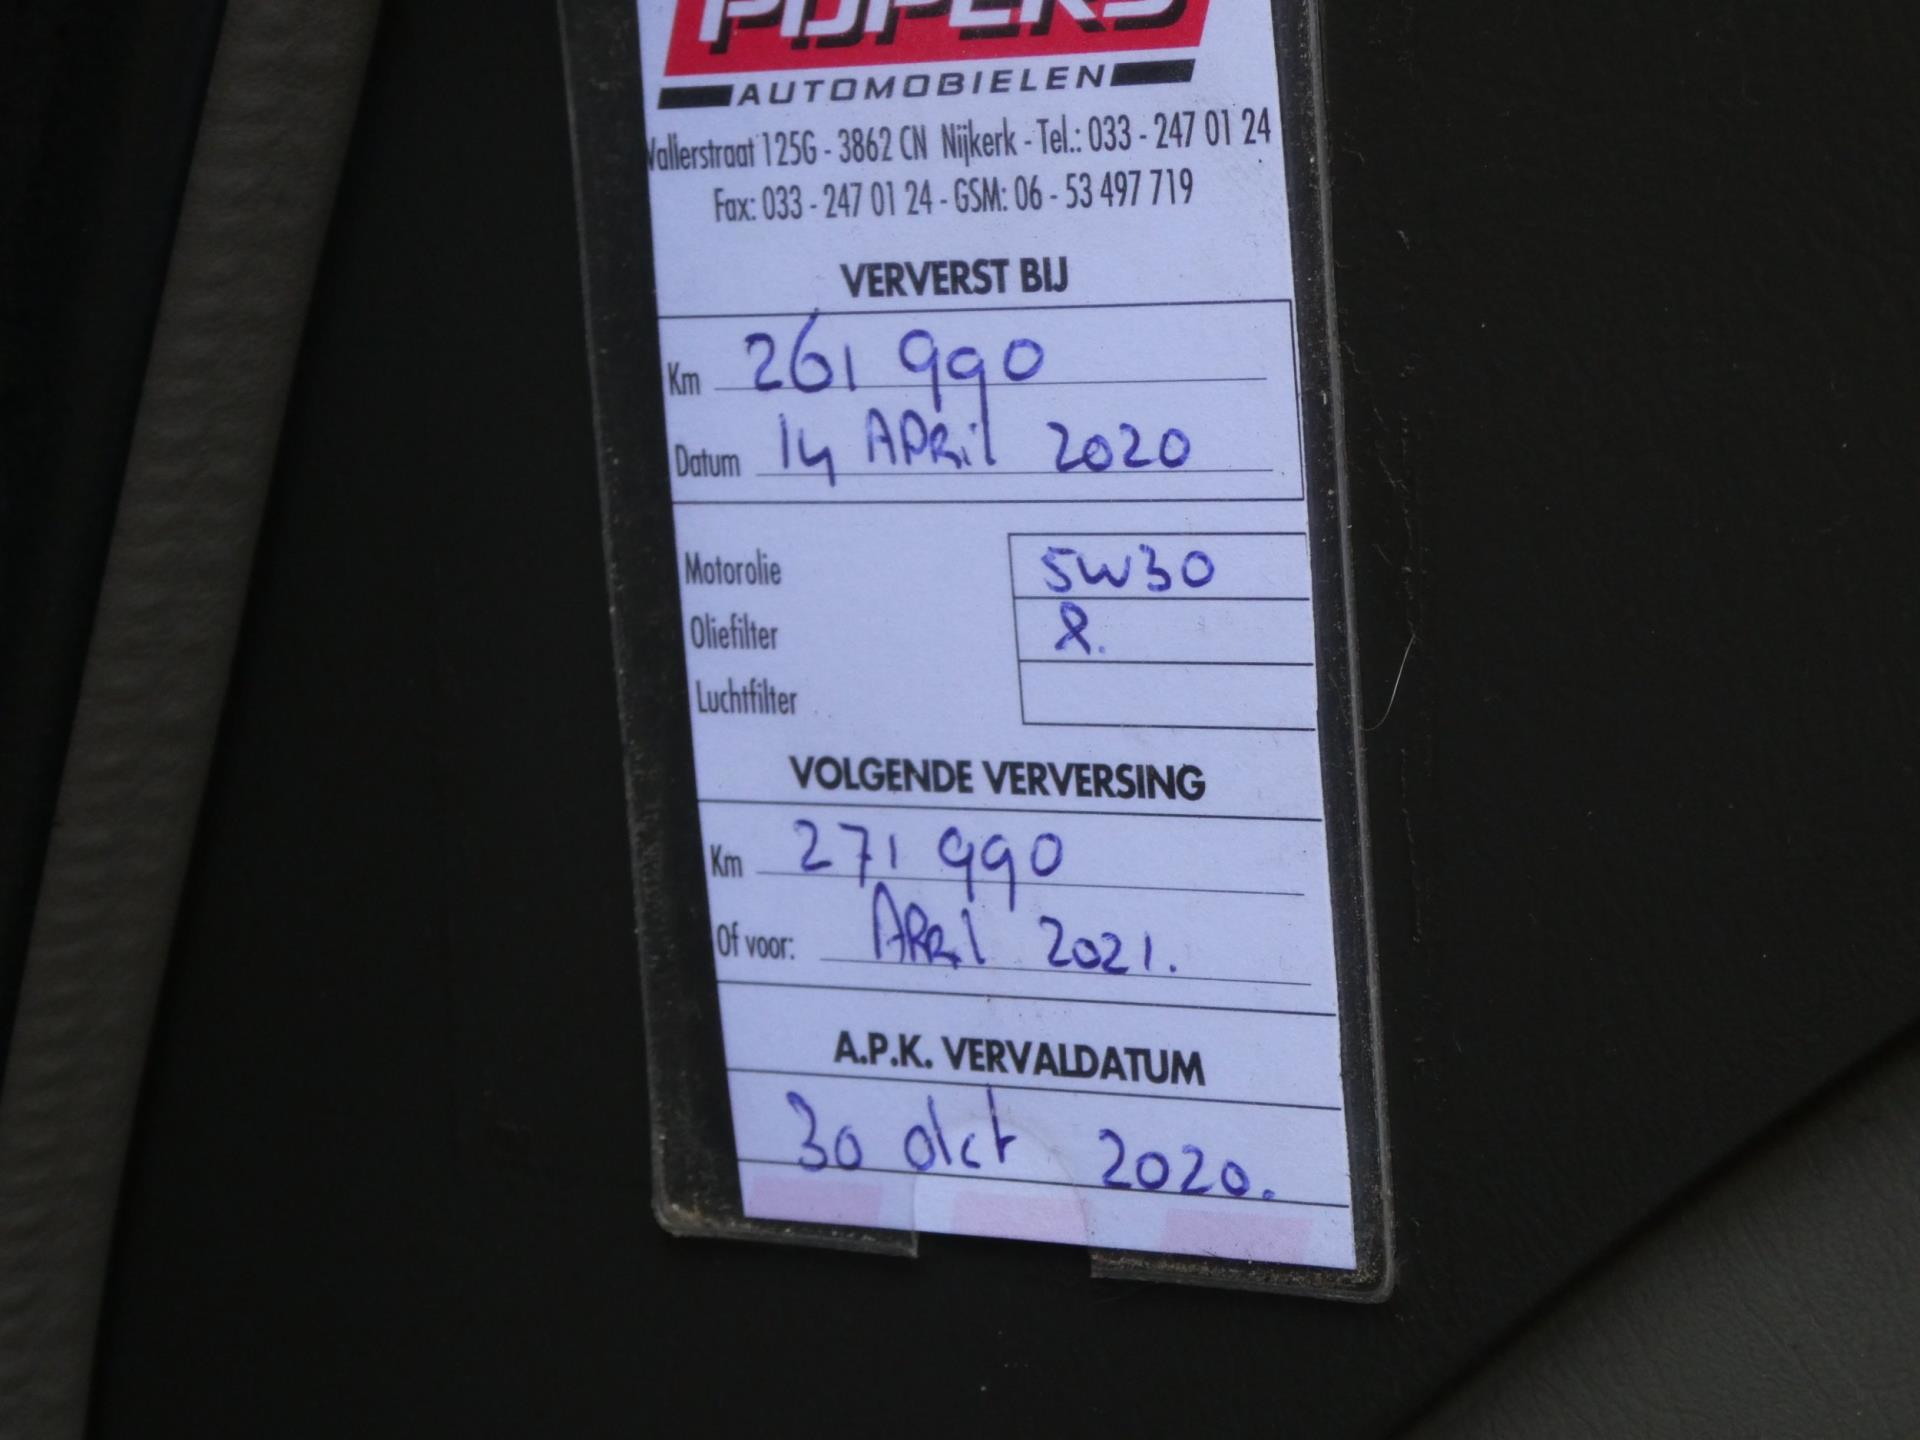 PIJPERS
AUTOMOBIELEN
Wallerstraat 125G - 3862 CN Nijkerk - Tel.: 033 - 247 01 24
Fax: 033 - 247 01 24 - GSM: 06 - 53 497 719
VERVERST BIJ
Km 261 990
Datum 14 APRil 2020
Motorolie 5W30
Oliefilter
Luchtfilter
VOLGENDE VERVERSING
Km 271 990
Of voor: APRil 2021.
A.P.K. VERVALDATUM
30 okt 2020.